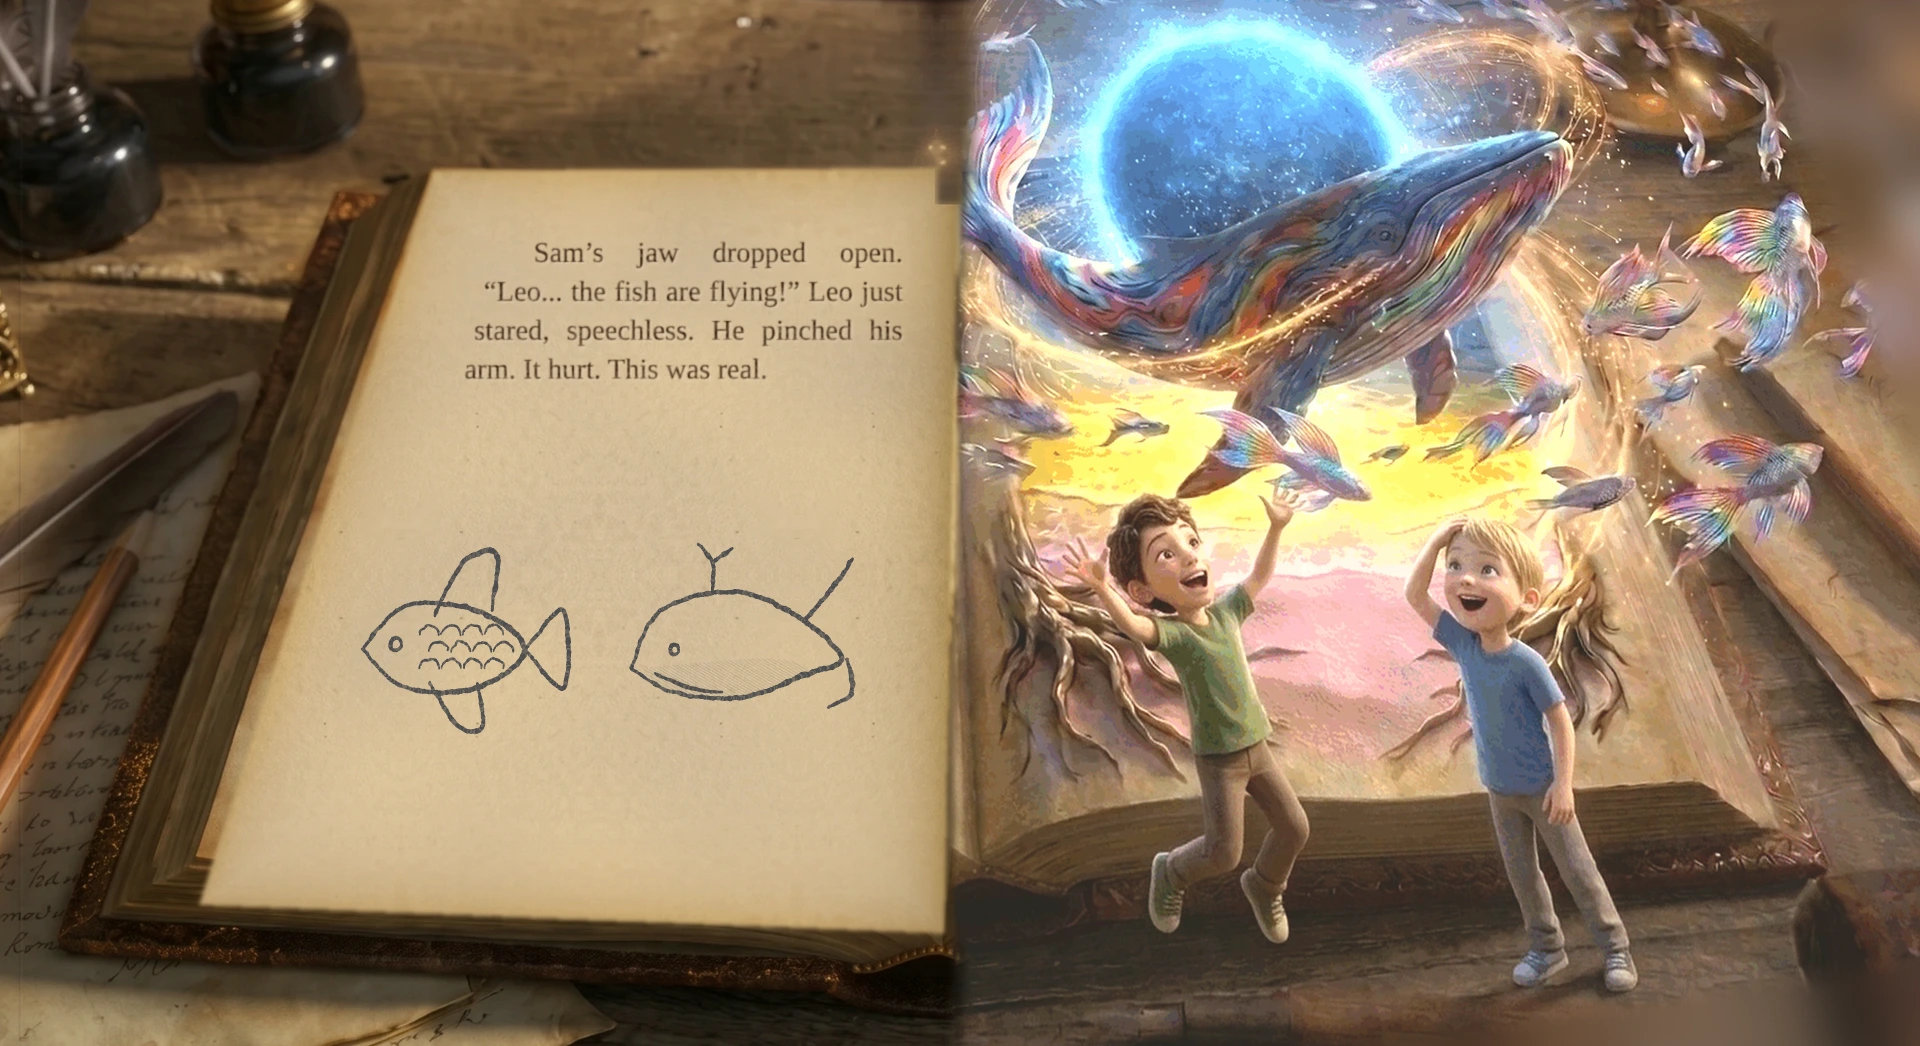 Sam’s jaw dropped open.
“Leo... the fish are flying!” Leo just
stared, speechless. He pinched his
arm. It hurt. This was real.